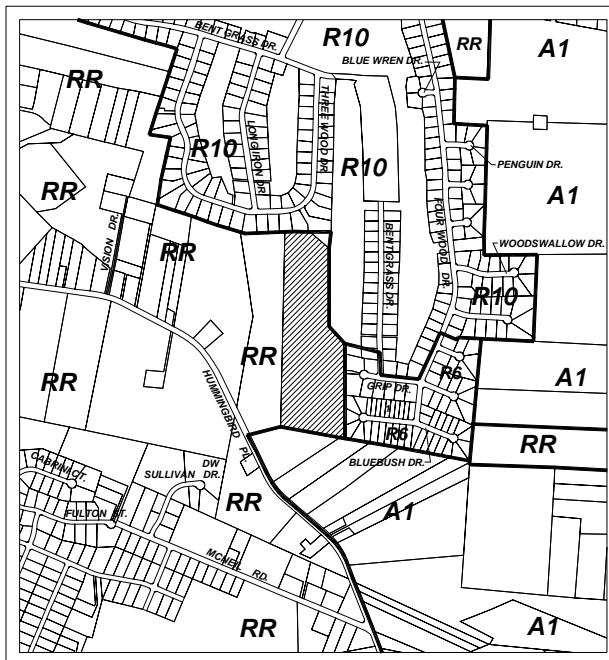 BENT GRASS DR.
R10
BLUE WREN DR.
RR
A1
RR
THREE WOOD DR.
LONG IRON DR.
R10
R10
PENGUIN DR.
RR
A1
FOUR WOOD DR.
VISION DR.
RR
BENTGRASS DR.
WOODSWALLOW DR.
R10
RR
RR
R6
A1
GRIP DR.
HUMMINGBIRD PL.
R6
RR
BLUEBUSH DR.
CABRINI CT.
SULLIVAN DR.
DW
RR
A1
FULTON ST.
MCNEIL RD.
RR
A1